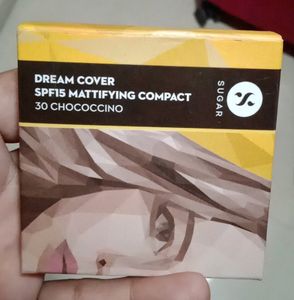 DREAM COVER
SPF15 MATTIFYING COMPACT
30 CHOCOCCINO
SUGAR